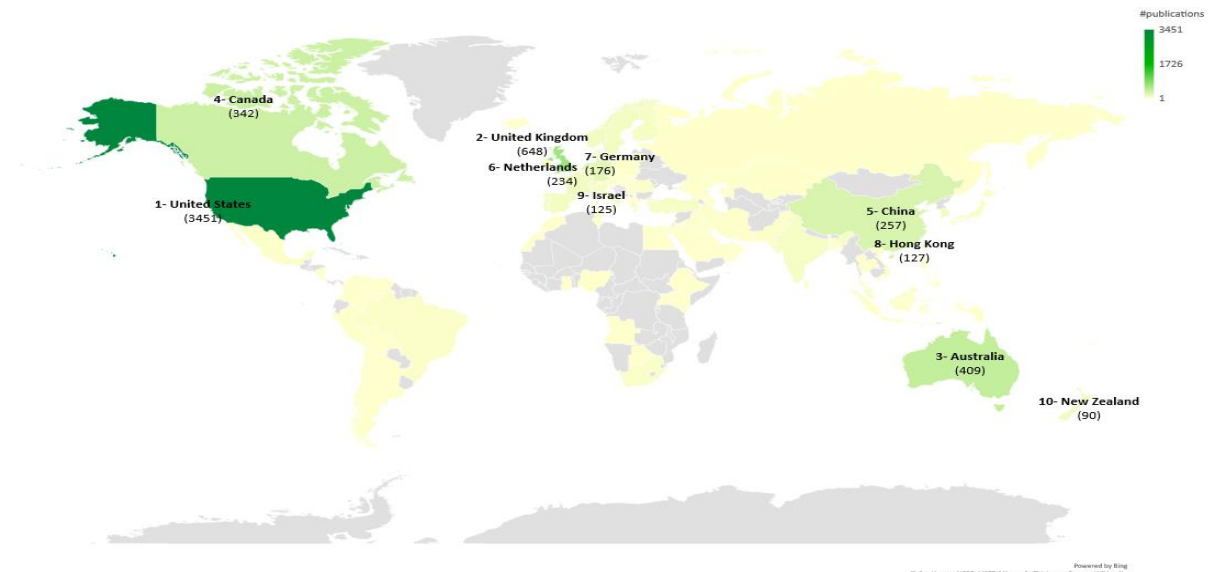 #publications
3451
1726
1
4- Canada
(342)
2- United Kingdom
(648)
7- Germany
(176)
6- Netherlands
(234)
9- Israel
(125)
1- United States
(3451)
5- China
(257)
8- Hong Kong
(127)
3- Australia
(409)
10- New Zealand
(90)
Powered by Bing